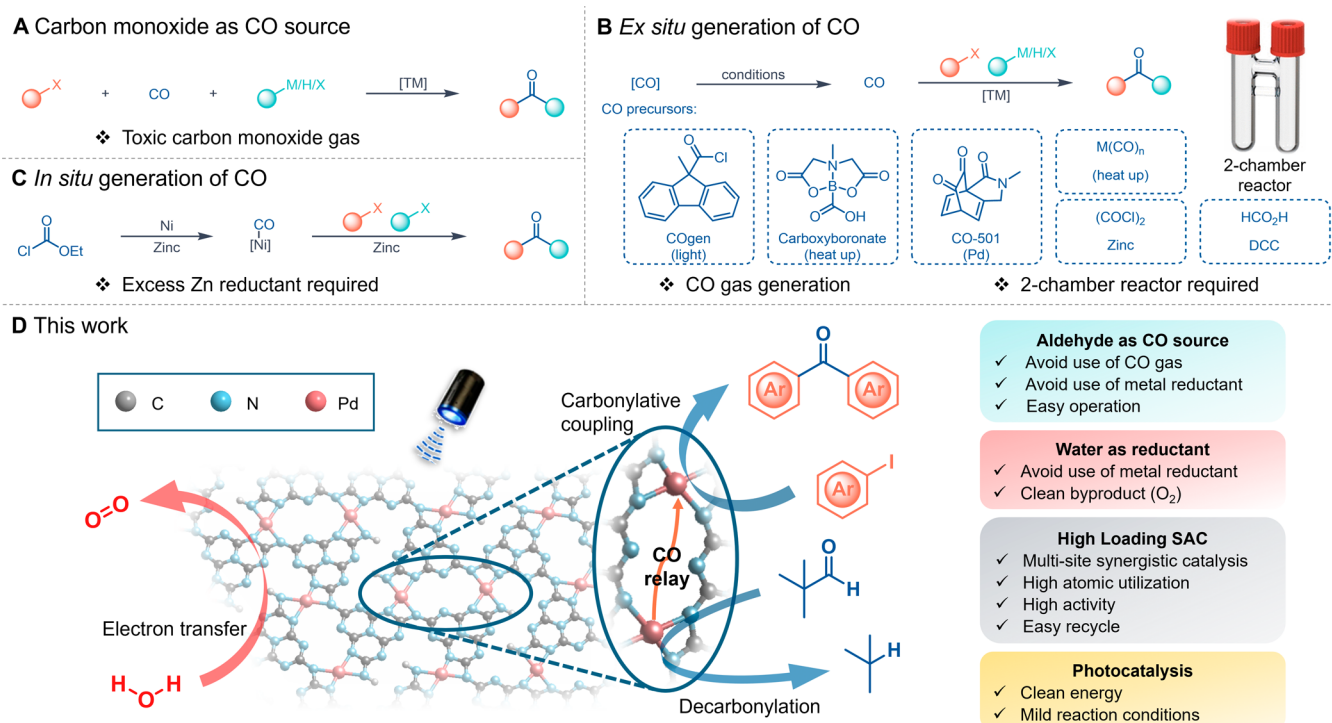 A Carbon monoxide as CO source
X
+
CO
+
M/H/X
[TM]
O
❖ Toxic carbon monoxide gas
B Ex situ generation of CO
[CO]
conditions
CO
X
M/H/X
[TM]
O
CO precursors:
O
Me
Cl
COgen
(light)
N
O
O
O
B
O
O
OH
Carboxyboronate
(heat up)
O
O
O
N
CO-501
(Pd)
M(CO)n
(heat up)
(COCl)2
Zinc
HCO2H
DCC
2-chamber
reactor
❖ CO gas generation
❖ 2-chamber reactor required
C In situ generation of CO
O
Cl
OEt
Ni
Zinc
CO
[Ni]
X
X
Zinc
O
❖ Excess Zn reductant required
D This work
C
N
Pd
O=O
Electron transfer
H
O
H
Carbonylative
coupling
CO
relay
Decarbonylation
O
Ar
Ar
Ar
I
O
H
H
Aldehyde as CO source
✓ Avoid use of CO gas
✓ Avoid use of metal reductant
✓ Easy operation
Water as reductant
✓ Avoid use of metal reductant
✓ Clean byproduct (O2)
High Loading SAC
✓ Multi-site synergistic catalysis
✓ High atomic utilization
✓ High activity
✓ Easy recycle
Photocatalysis
✓ Clean energy
✓ Mild reaction conditions